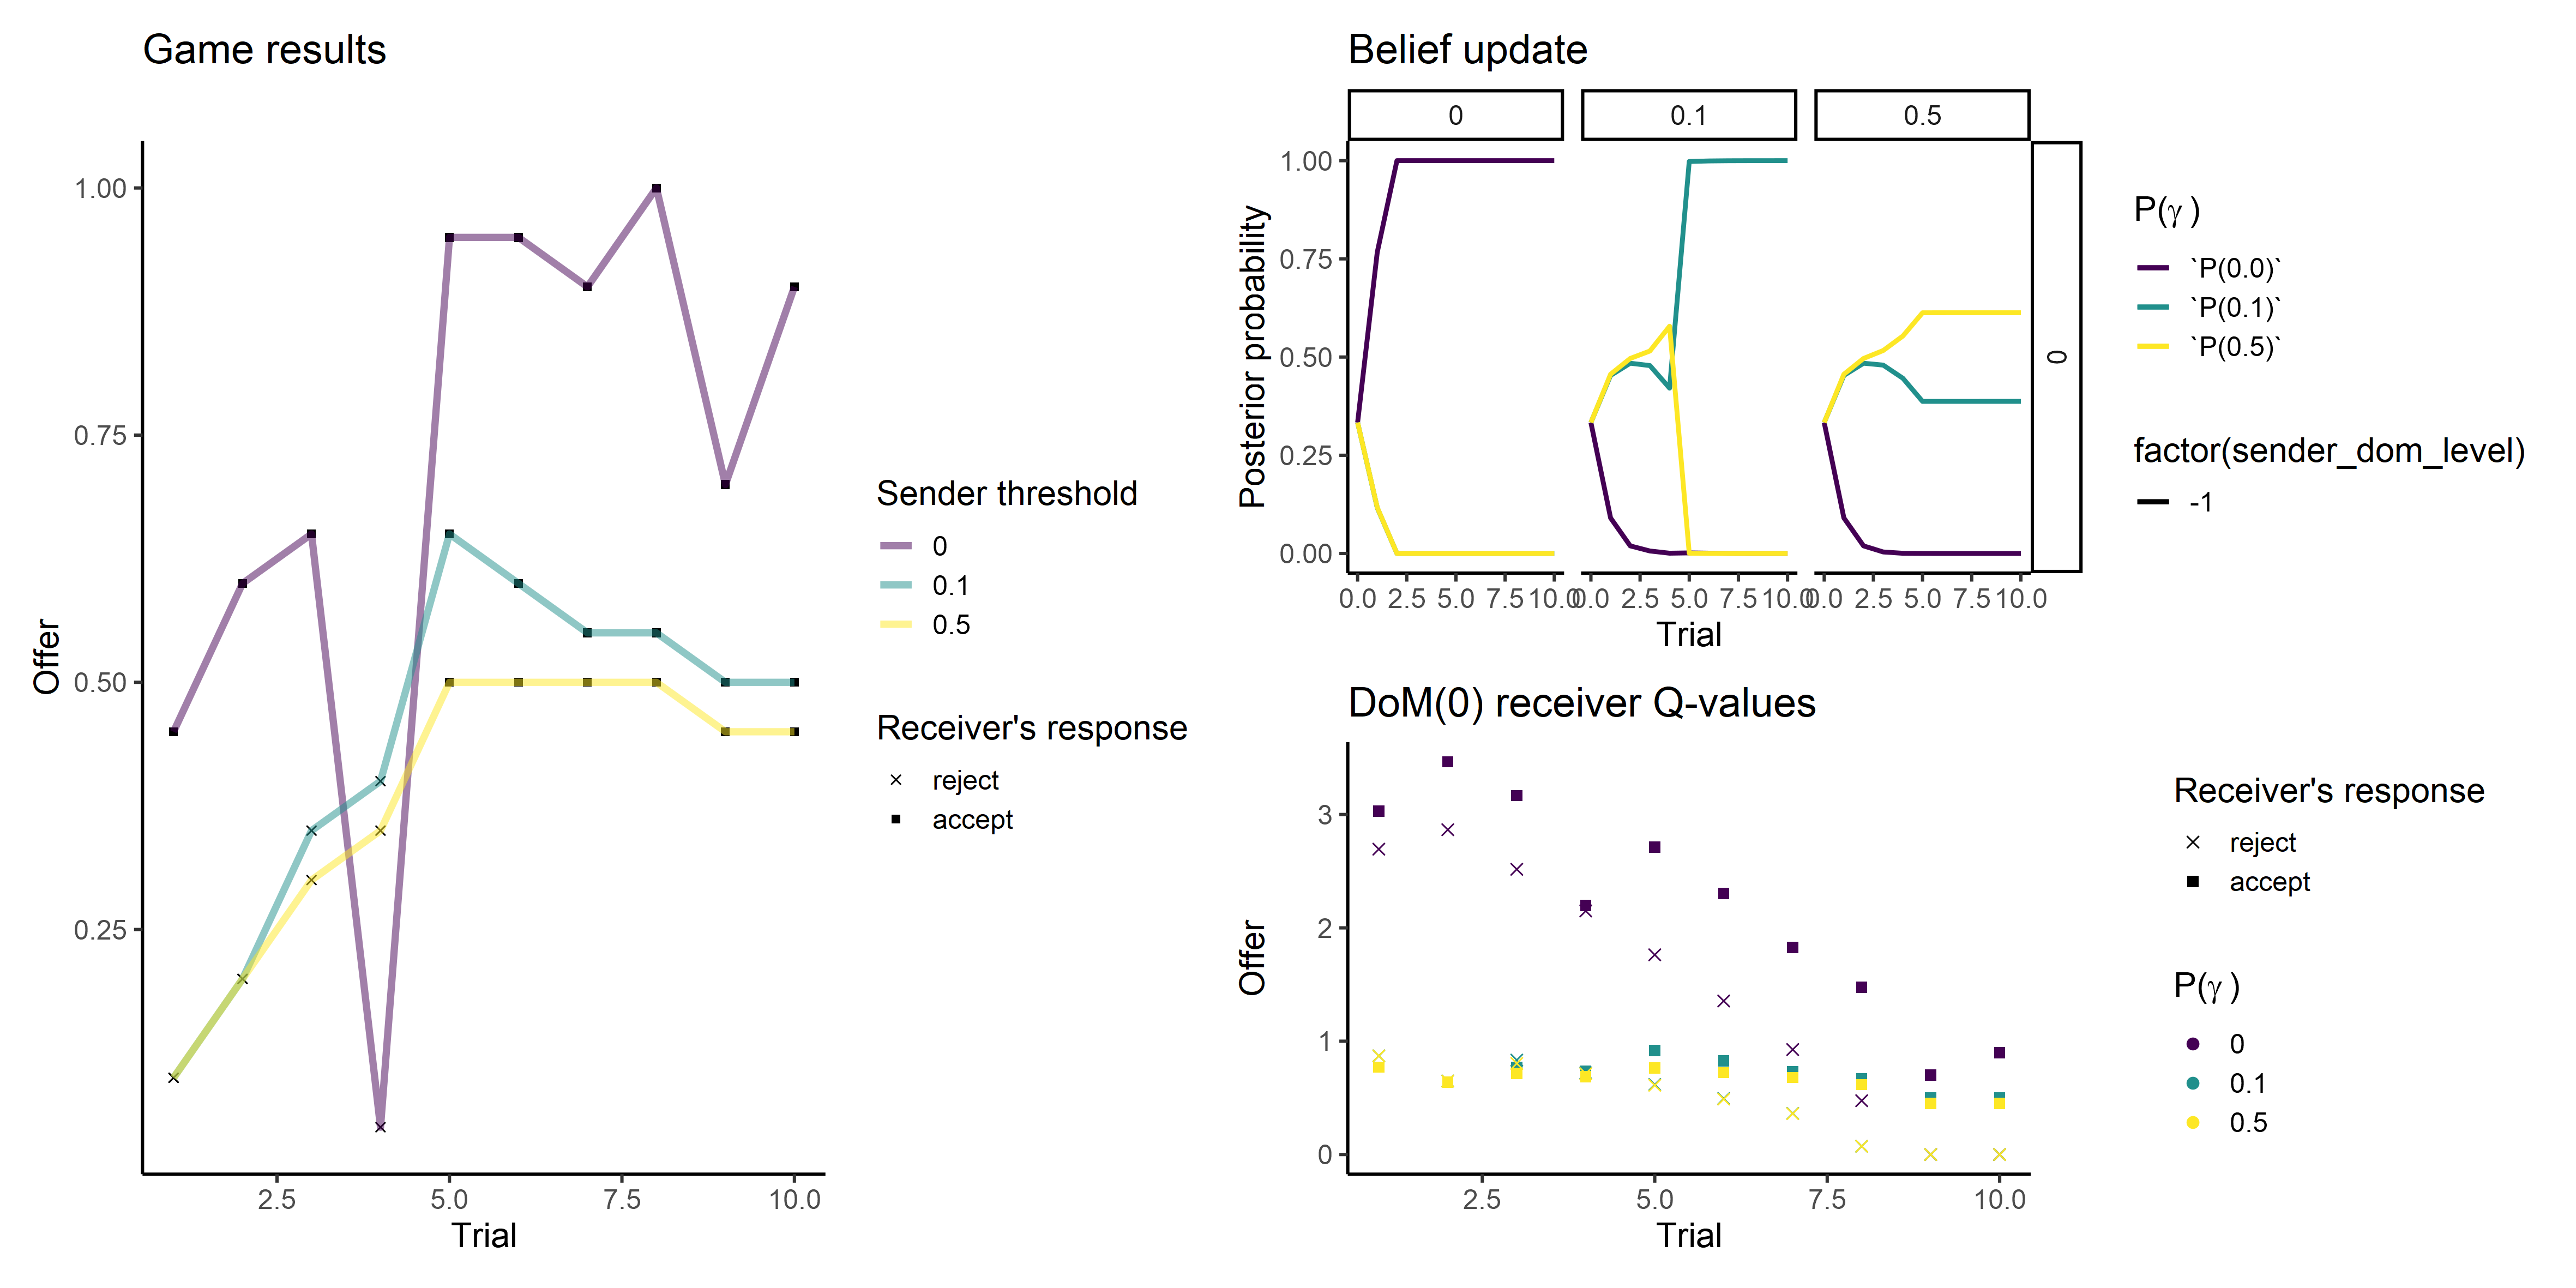 Game results
1.00
0.75
0.50
0.25
Offer
2.5 5.0 7.5 10.0
Trial
Sender threshold
0
0.1
0.5
Receiver's response
reject
accept
Belief update
0 0.1 0.5
1.00
0.75
0.50
0.25
0.00
Posterior probability
0.0 2.5 5.0 7.5 10.0 0.0 2.5 5.0 7.5 10.0 0.0 2.5 5.0 7.5 10.0
Trial
0
P(γ)
`P(0.0)`
`P(0.1)`
`P(0.5)`
factor(sender_dom_level)
-1
DoM(0) receiver Q-values
3
2
1
0
Offer
2.5 5.0 7.5 10.0
Trial
Receiver's response
reject
accept
P(γ)
0
0.1
0.5